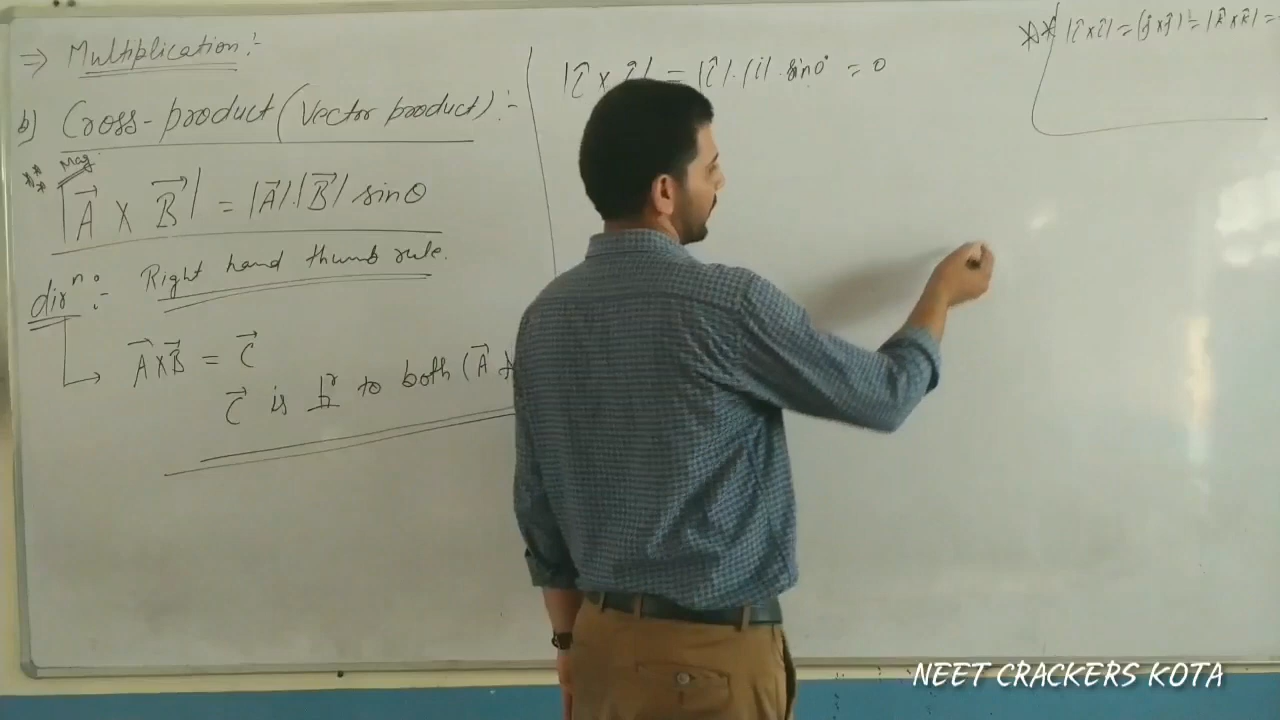 ⇒ Multiplication:-
b) Cross-product (Vector product):-
** * Mag.
|A⃗ × B⃗| = |A⃗|.|B⃗| sinθ
dirⁿ:- Right hand thumb rule.
A⃗×B⃗ = C⃗
C⃗ is ⊥r to both (A⃗
|î × î| = |î|.|i|.sin0° = 0
** |î×î| = |ĵ×ĵ| = |k̂×k̂| =
NEET CRACKERS KOTA